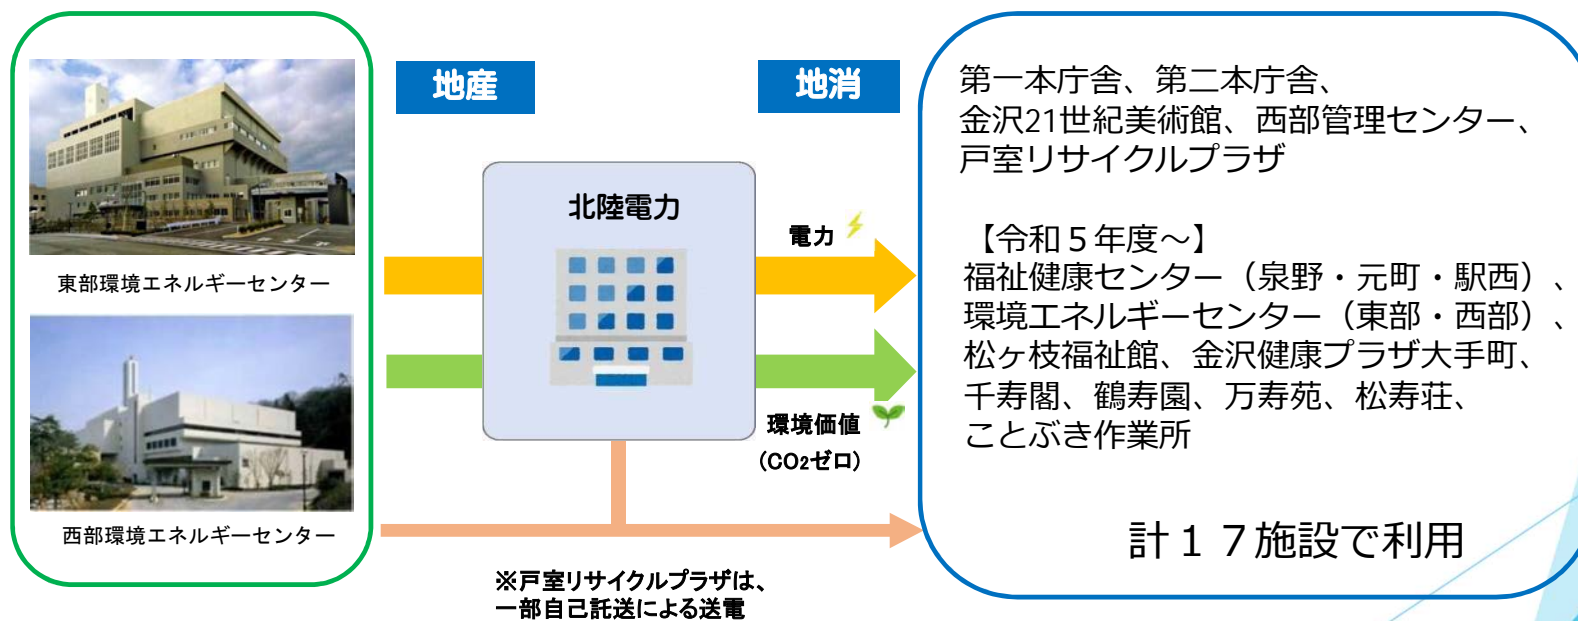 東部環境エネルギーセンター
西部環境エネルギーセンター
地産
地消
北陸電力
電力
環境価値
(CO2ゼロ)
※戸室リサイクルプラザは、
一部自己託送による送電
第一本庁舎、第二本庁舎、
金沢21世紀美術館、西部管理センター、
戸室リサイクルプラザ
【令和５年度～】
福祉健康センター（泉野・元町・駅西）、
環境エネルギーセンター（東部・西部）、
松ヶ枝福祉館、金沢健康プラザ大手町、
千寿閣、鶴寿園、万寿苑、松寿荘、
ことぶき作業所
計１７施設で利用